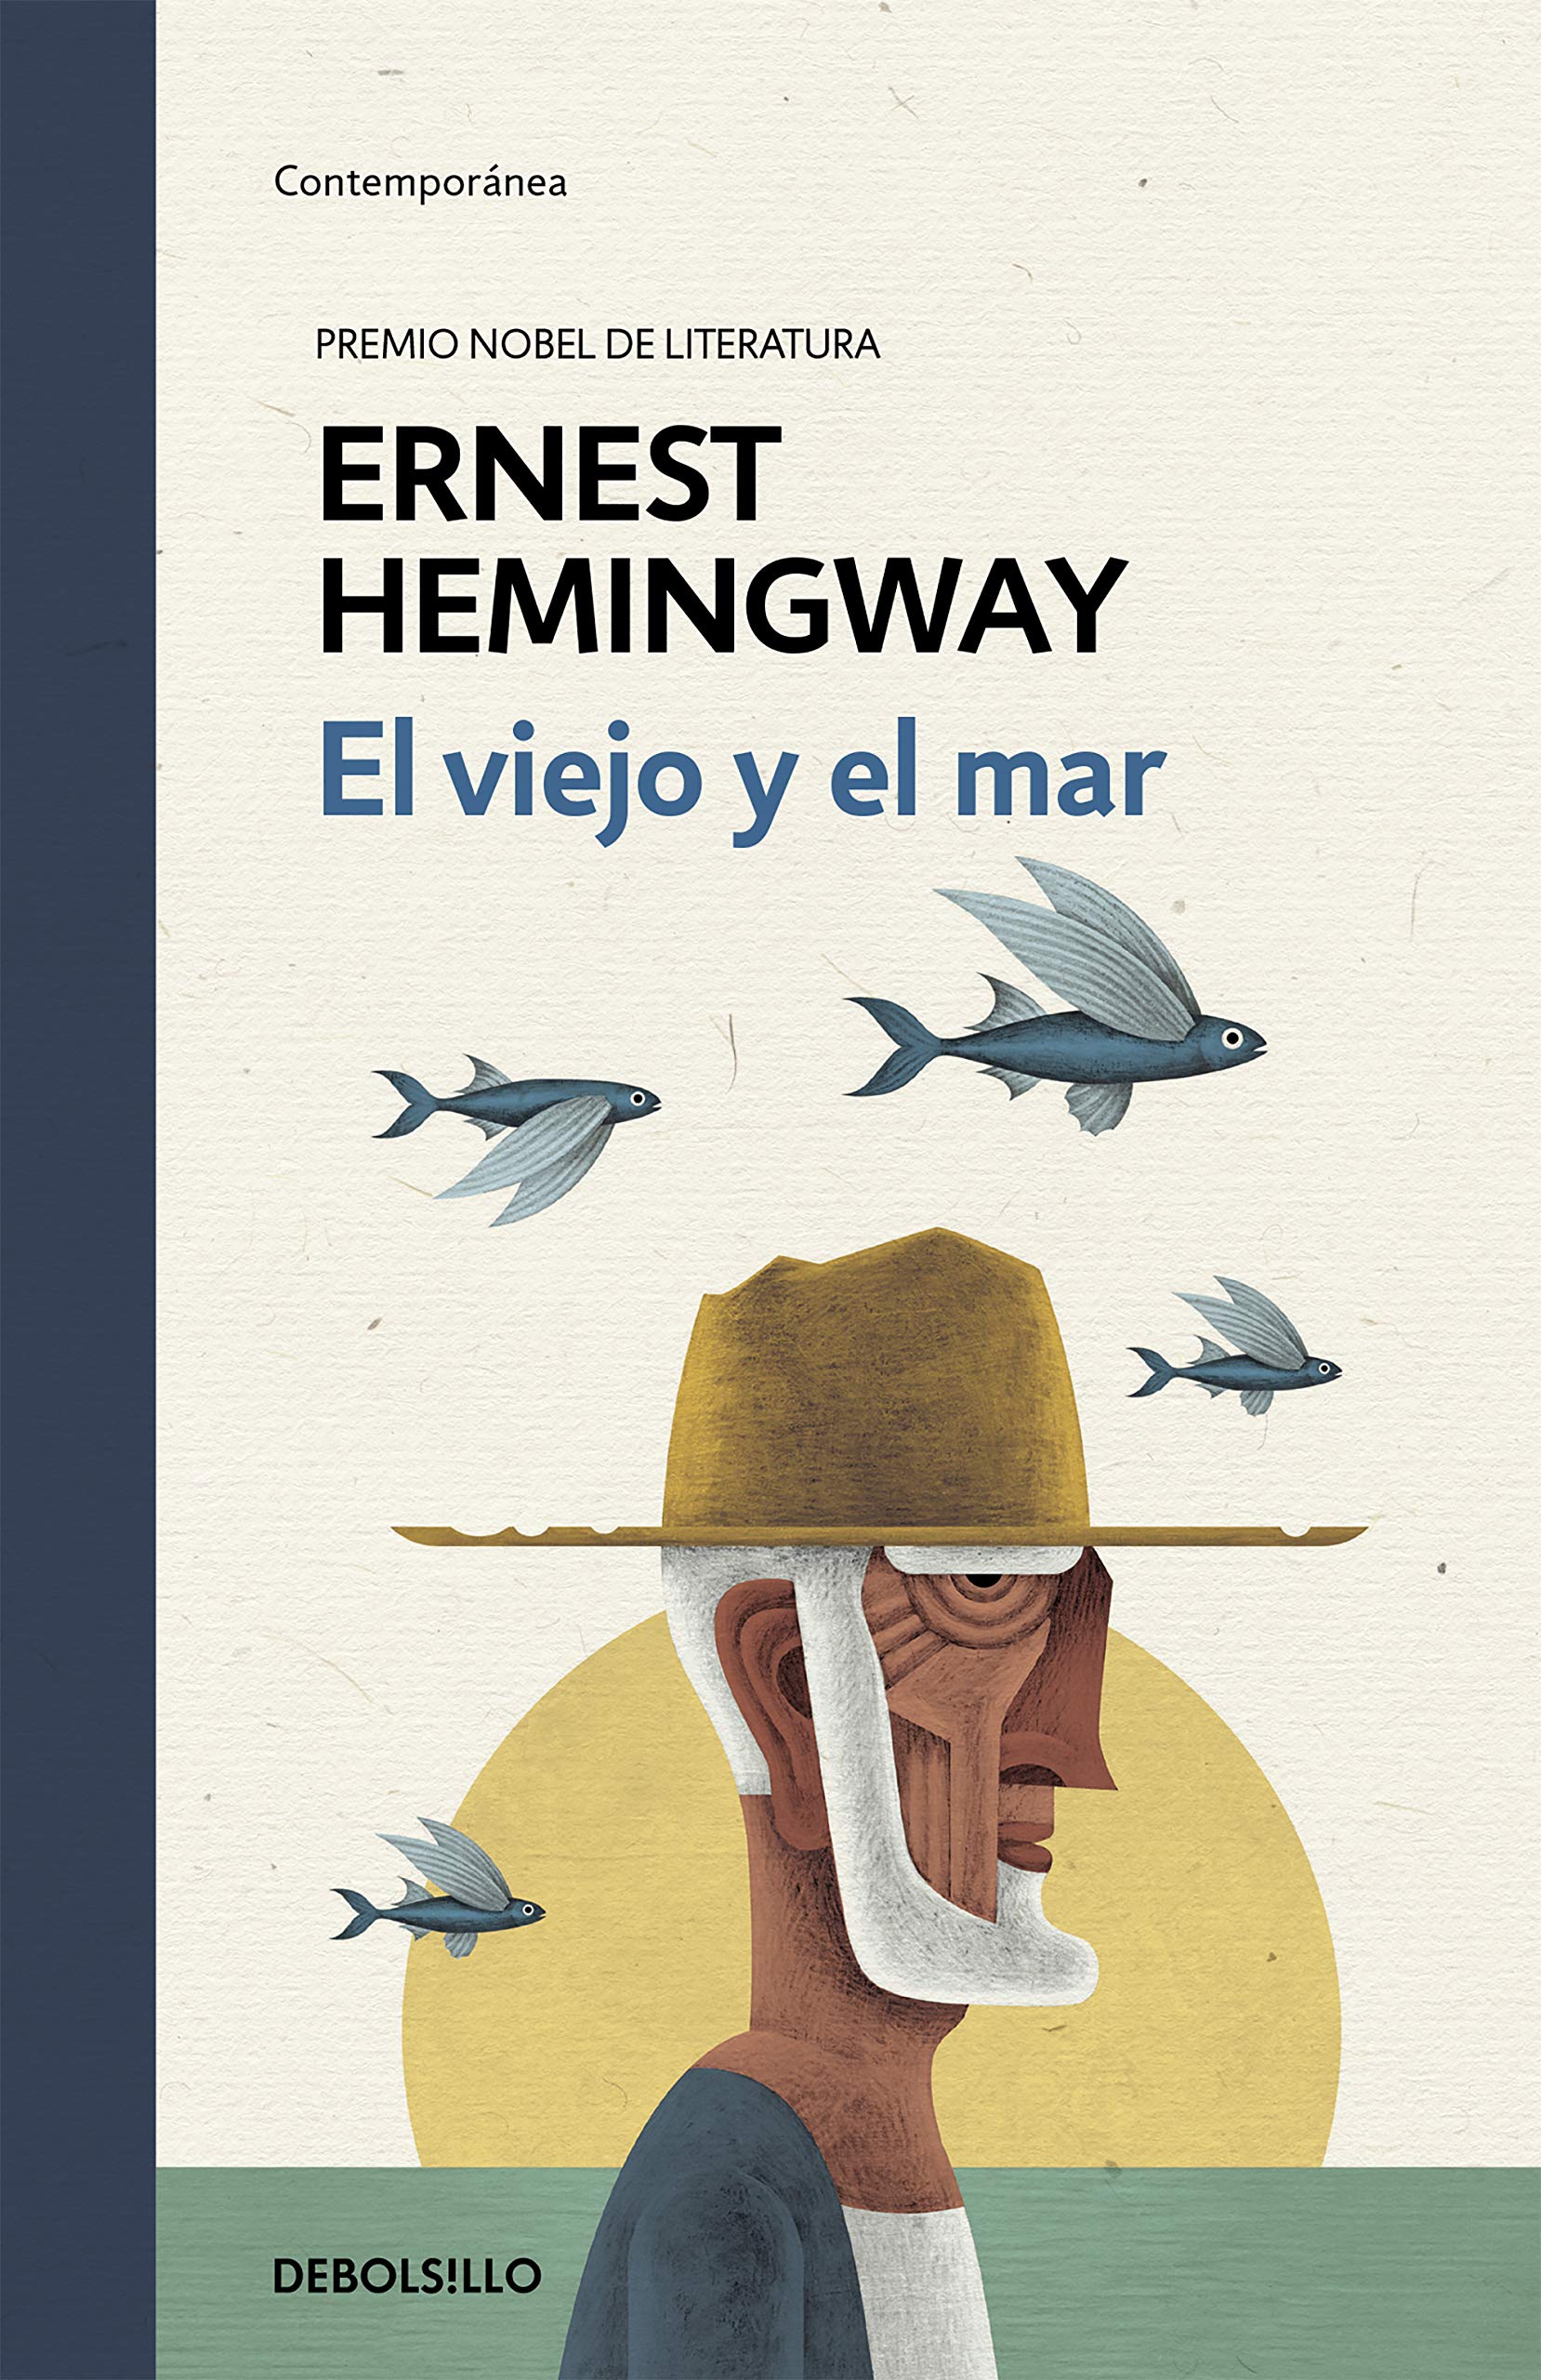 Contemporánea
PREMIO NOBEL DE LITERATURA
ERNEST
HEMINGWAY
El viejo y el mar
DEBOLS!LLO